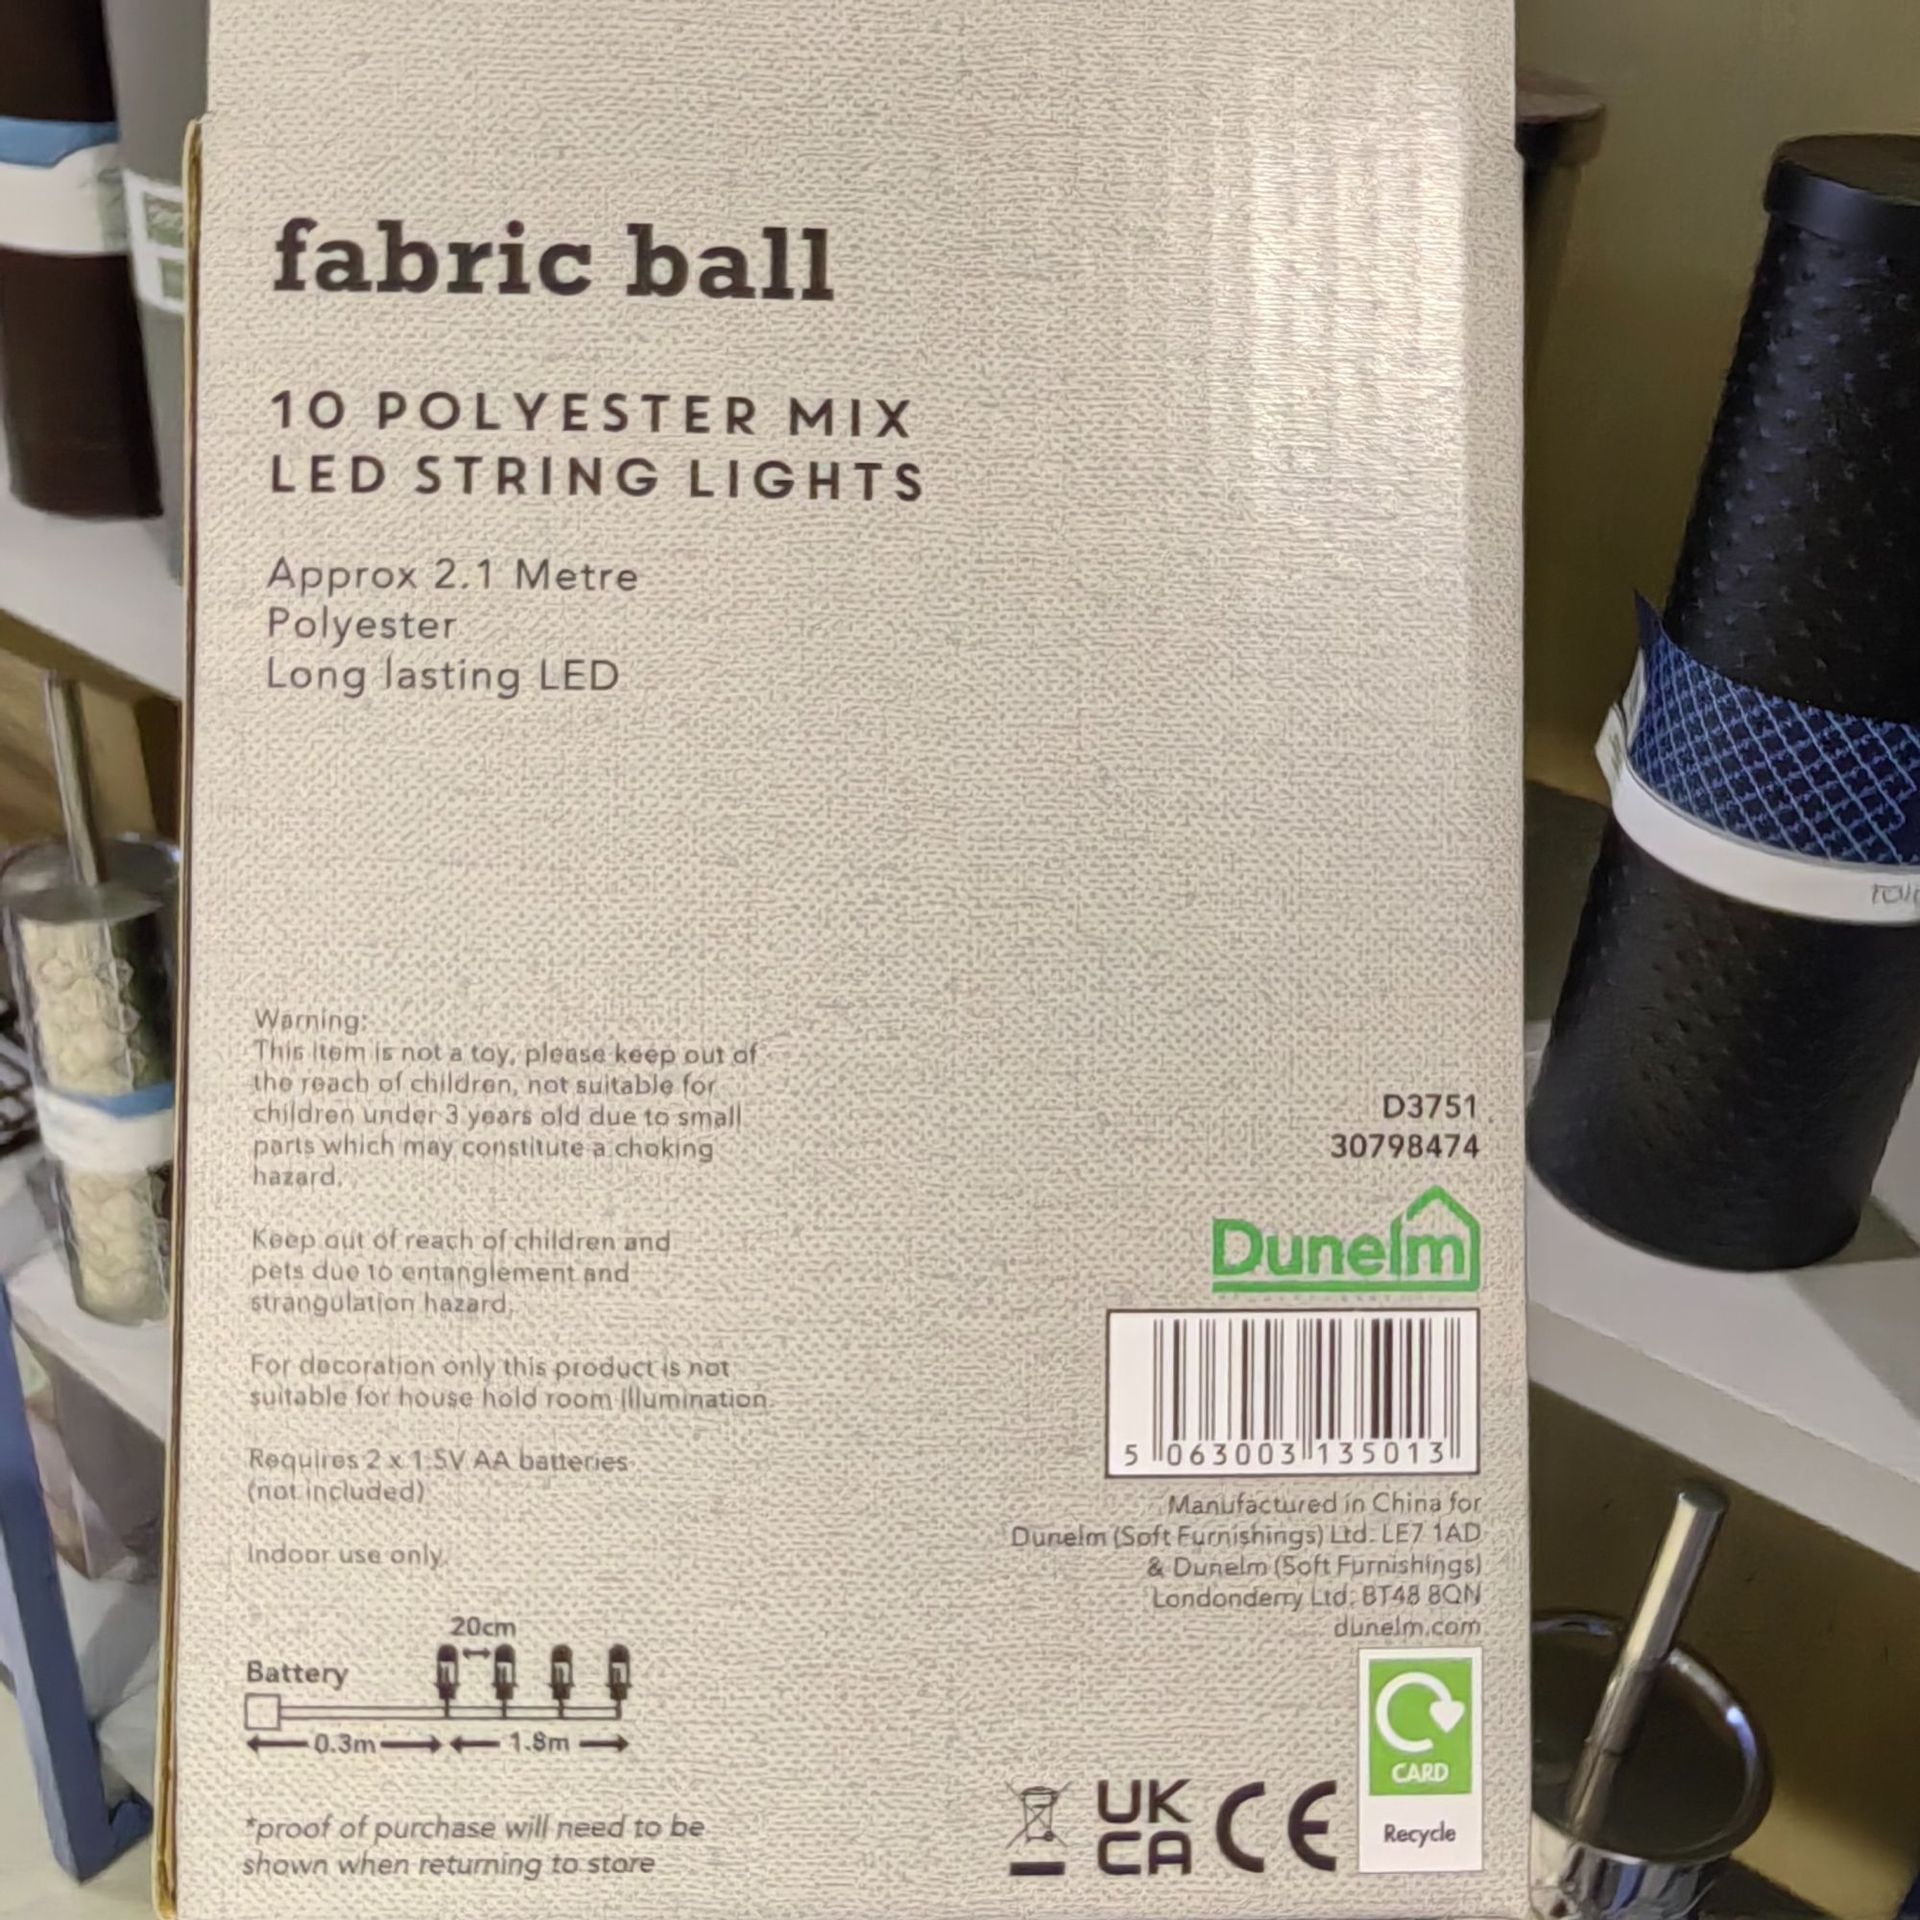 fabric ball
10 POLYESTER MIX
LED STRING LIGHTS
Approx 2.1 Metre
Polyester
Long lasting LED
Warning:
This item is not a toy, please keep out of
the reach of children, not suitable for
children under 3 years old due to small
parts which may constitute a choking
hazard.
Keep out of reach of children and
pets due to entanglement and
strangulation hazard.
For decoration only this product is not
suitable for house hold room illumination.
Requires 2 x 1.5V AA batteries
(not included)
Indoor use only.
20cm
Battery
0.3m
1.8m
*proof of purchase will need to be
shown when returning to store
D3751
30798474
Dunelm
5 063003 135013
Manufactured in China for
Dunelm (Soft Furnishings) Ltd. LE7 1AD
& Dunelm (Soft Furnishings)
Londonderry Ltd. BT48 8QN
dunelm.com
UK
CA
CE
CARD
Recycle